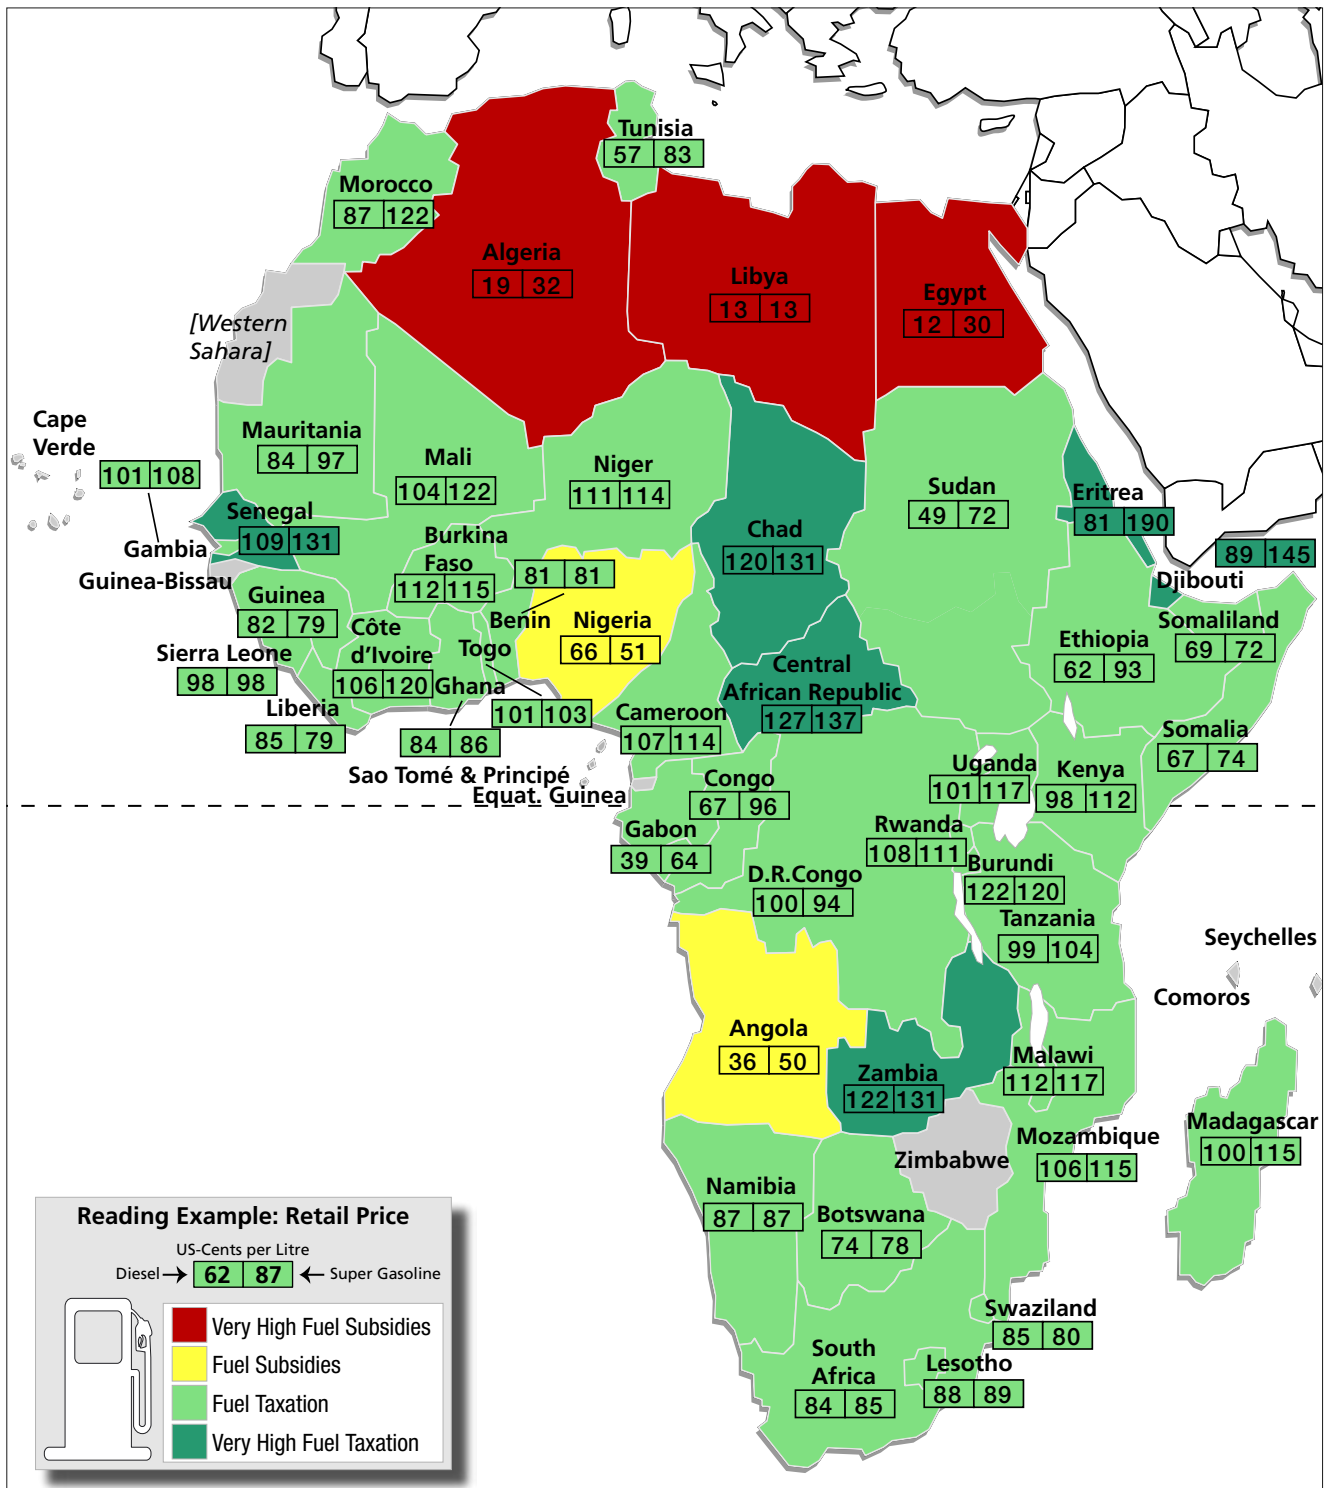 Tunisia
57 83
Morocco
87 122
Algeria
19 32
Libya
13 13
Egypt
12 30
[Western
Sahara]
Cape
Verde
Mauritania
84 97
Mali
104 122
Niger
111 114
101 108
Gambia
Senegal
109 131
Chad
120 131
Sudan
49 72
Eritrea
81 190
89 145
Djibouti
Burkina
Faso
112 115
81 81
Benin
Guinea-Bissau
Guinea
82 79
Nigeria
66 51
Côte
d’Ivoire
106 120
Togo
101 103
Sierra Leone
98 98
Ghana
84 86
Liberia
85 79
Central
African Republic
127 137
Ethiopia
62 93
Somaliland
69 72
Cameroon
107 114
Somalia
67 74
Sao Tomé & Principé
Equat. Guinea
Congo
67 96
Uganda
101 117
Kenya
98 112
Gabon
39 64
Rwanda
108 111
D.R.Congo
100 94
Burundi
122 120
Tanzania
99 104
Seychelles
Comoros
Angola
36 50
Zambia
122 131
Malawi
112 117
Madagascar
100 115
Mozambique
106 115
Zimbabwe
Namibia
87 87
Botswana
74 78
Swaziland
85 80
South
Africa
84 85
Lesotho
88 89
Reading Example: Retail Price
US-Cents per Litre
Diesel 62 87 Super Gasoline
Very High Fuel Subsidies
Fuel Subsidies
Fuel Taxation
Very High Fuel Taxation